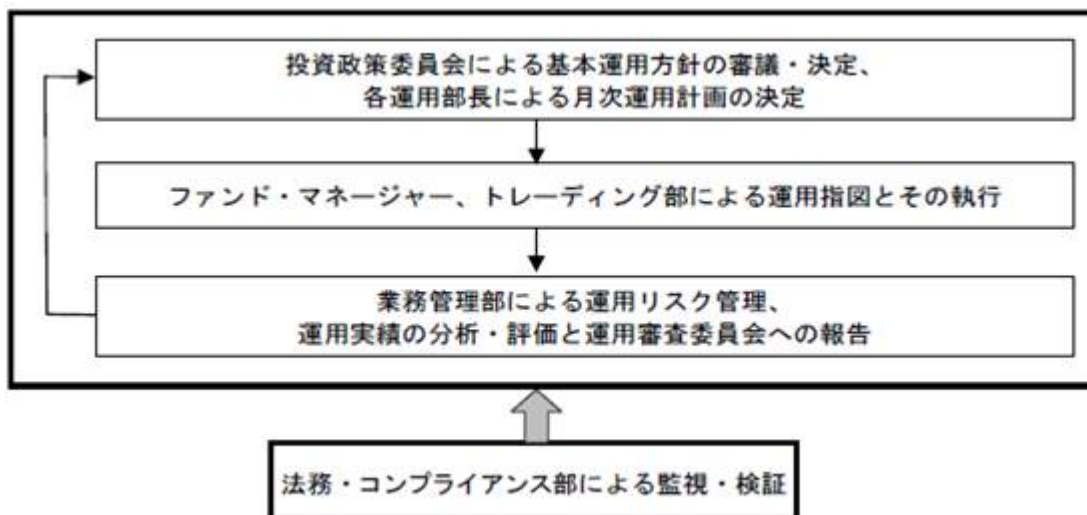 投資政策委員会による基本運用方針の審議・決定、
各運用部長による月次運用計画の決定
ファンド・マネージャー、トレーディング部による運用指図とその執行
業務管理部による運用リスク管理、
運用実績の分析・評価と運用審査委員会への報告
法務・コンプライアンス部による監視・検証